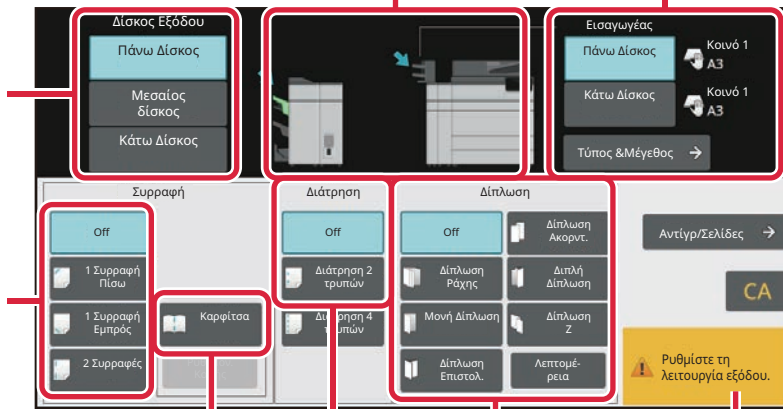 Δίσκος Εξόδου
Πάνω Δίσκος
Μεσαίος
δίσκος
Κάτω Δίσκος
Εισαγωγέας
Πάνω Δίσκος
Κοινό 1
A3
Κάτω Δίσκος
Κοινό 1
A3
Τύπος &Μέγεθος
Συρραφή
Off
1 Συρραφή
Πίσω
1 Συρραφή
Εμπρός
2 Συρραφές
Καρφίτσα
Διάτρηση
Off
Διάτρηση 2
τρυπών
Διάτρηση 4
τρυπών
Δίπλωση
Off
Δίπλωση
Ακορντ.
Δίπλωση
Ράχης
Διπλή
Δίπλωση
Μονή Δίπλωση
Δίπλωση
Z
Δίπλωση
Επιστολ.
Λεπτομέ-
ρεια
Αντίγρ/Σελίδες
CA
Ρυθμίστε τη
λειτουργία εξόδου.